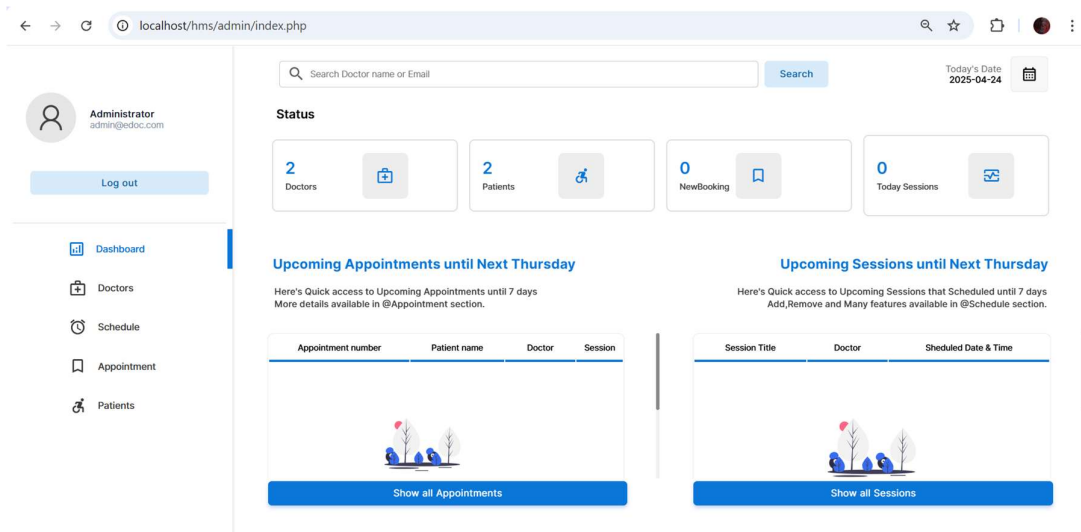 localhost/hms/admin/index.php
Search Doctor name or Email
Search
Today's Date
2025-04-24
Administrator
admin@edoc.com
Log out
Dashboard
Doctors
Schedule
Appointment
Patients
Status
2
Doctors
2
Patients
0
NewBooking
0
Today Sessions
Upcoming Appointments until Next Thursday
Here's Quick access to Upcoming Appointments until 7 days
More details available in @Appointment section.
Appointment number Patient name Doctor Session
Show all Appointments
Upcoming Sessions until Next Thursday
Here's Quick access to Upcoming Sessions that Scheduled until 7 days
Add,Remove and Many features available in @Schedule section.
Session Title Doctor Sheduled Date & Time
Show all Sessions